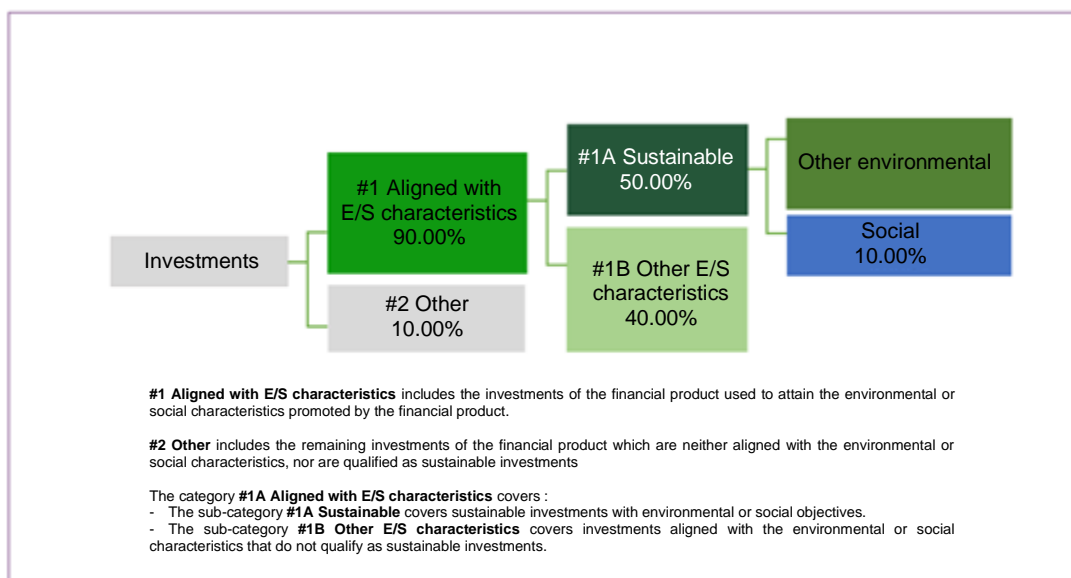 Investments
#1 Aligned with
E/S characteristics
90.00%
#2 Other
10.00%
#1A Sustainable
50.00%
#1B Other E/S
characteristics
40.00%
Other environmental
Social
10.00%
#1 Aligned with E/S characteristics includes the investments of the financial product used to attain the environmental or
social characteristics promoted by the financial product.
#2 Other includes the remaining investments of the financial product which are neither aligned with the environmental or
social characteristics, nor are qualified as sustainable investments
The category #1A Aligned with E/S characteristics covers :
- The sub-category #1A Sustainable covers sustainable investments with environmental or social objectives.
- The sub-category #1B Other E/S characteristics covers investments aligned with the environmental or social
characteristics that do not qualify as sustainable investments.